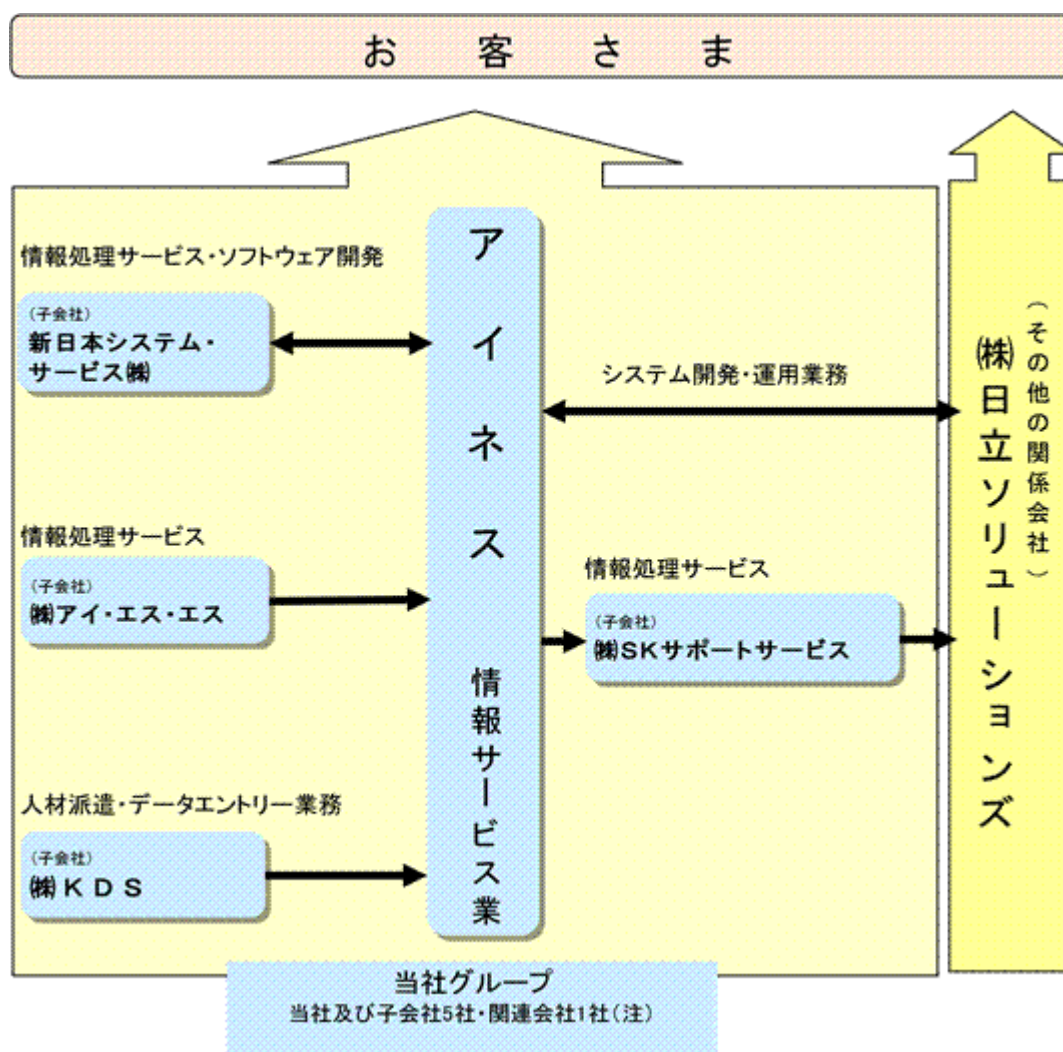 お客さま
情報処理サービス・ソフトウェア開発
(子会社)
新日本システム・
サービス㈱
情報処理サービス
(子会社)
㈱アイ・エス・エス
人材派遣・データエントリー業務
(子会社)
㈱KDS
アイネス 情報サービス業
システム開発・運用業務
情報処理サービス
(子会社)
㈱SKサポートサービス
(その他の関係会社)
㈱日立ソリューションズ
当社グループ
当社及び子会社5社・関連会社1社(注)